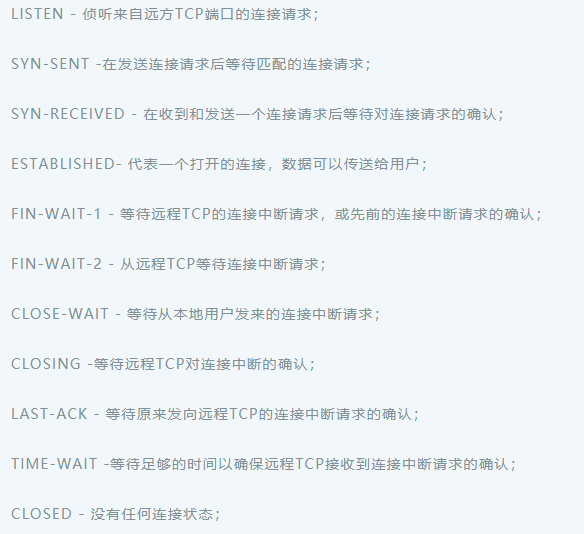 LISTEN - 侦听来自远方TCP端口的连接请求；
SYN-SENT -在发送连接请求后等待匹配的连接请求；
SYN-RECEIVED - 在收到和发送一个连接请求后等待对连接请求的确认；
ESTABLISHED- 代表一个打开的连接，数据可以传送给用户；
FIN-WAIT-1 - 等待远程TCP的连接中断请求，或先前的连接中断请求的确认；
FIN-WAIT-2 - 从远程TCP等待连接中断请求；
CLOSE-WAIT - 等待从本地用户发来的连接中断请求；
CLOSING -等待远程TCP对连接中断的确认；
LAST-ACK - 等待原来发向远程TCP的连接中断请求的确认；
TIME-WAIT -等待足够的时间以确保远程TCP接收到连接中断请求的确认；
CLOSED - 没有任何连接状态；